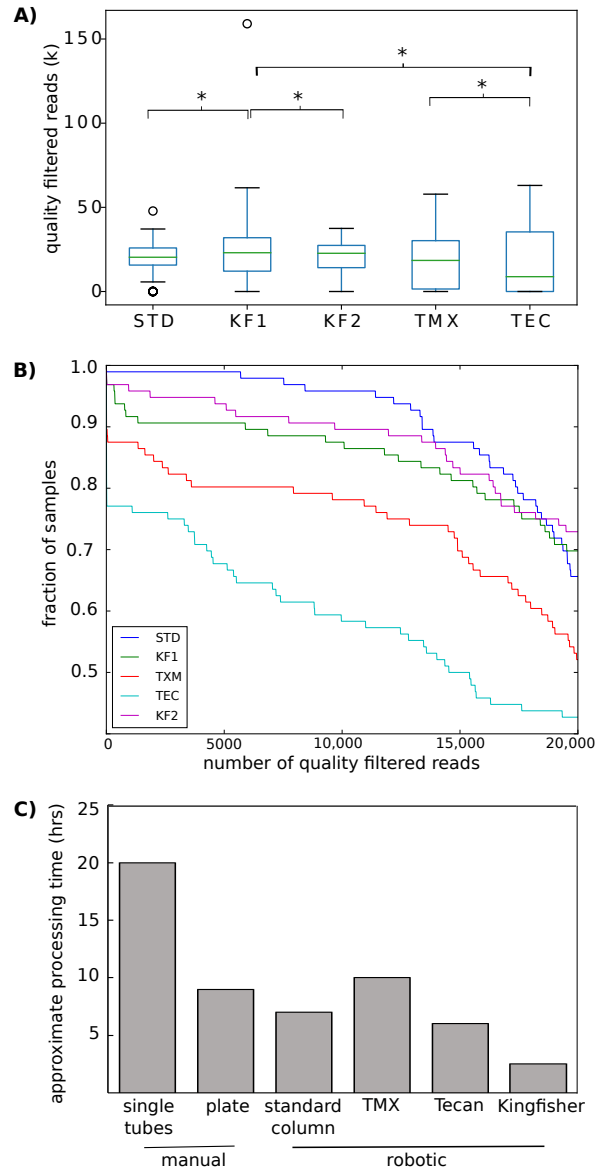 A)
quality filtered reads (k)
150
100
50
0
*
*
*
*
STD KF1 KF2 TMX TEC
B)
fraction of samples
1.0
0.9
0.8
0.7
0.6
0.5
STD
KF1
TXM
TEC
KF2
0 5000 10,000 15,000 20,000
number of quality filtered reads
C)
approximate processing time (hrs)
25
20
15
10
5
single tubes
plate
standard column
TMX
Tecan
Kingfisher
manual
robotic